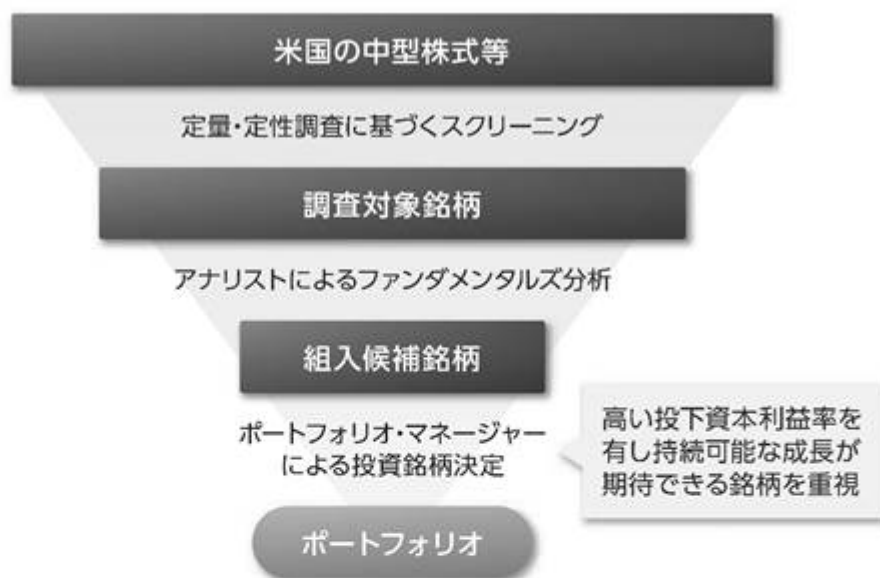 米国の中型株式等
定量・定性調査に基づくスクリーニング
調査対象銘柄
アナリストによるファンダメンタルズ分析
組入候補銘柄
ポートフォリオ・マネージャー
による投資銘柄決定
高い投下資本利益率を
有し持続可能な成長が
期待できる銘柄を重視
ポートフォリオ